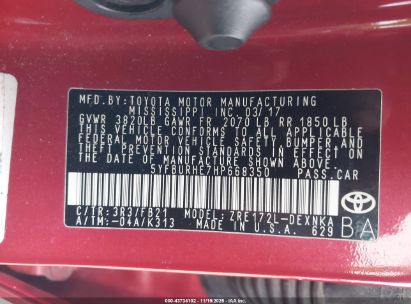 MFD.BY:TOYOTA MOTOR MANUFACTURING
MISSISSIPPI, INC. 03/17
GVWR 3820LB GAWR FR 2070 LB RR 1850 LB
THIS VEHICLE CONFORMS TO ALL APPLICABLE
FEDERAL MOTOR VEHICLE SAFETY, BUMPER, AND
THEFT PREVENTION STANDARDS IN EFFECT ON
THE DATE OF MANUFACTURE SHOWN ABOVE.
5YFBURHE7HP668350 PASS.CAR
C/TR: 3R3/FB21 MODEL: ZRE172L-DEXNKA
A/TM: -04A/K313 MADE IN U.S.A. 629
BA
TOYOTA